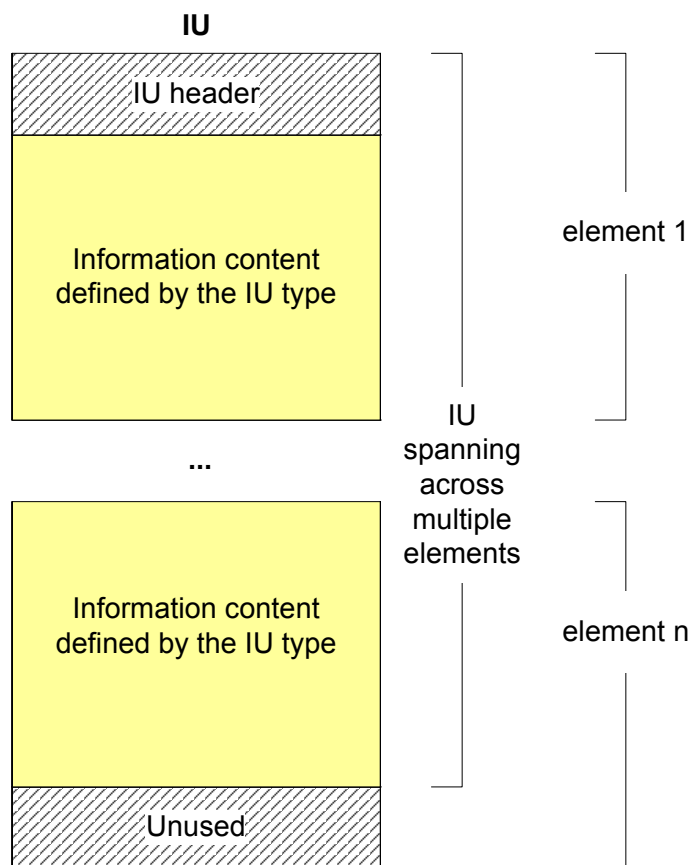 IU
IU header
Information content
defined by the IU type
element 1
...
IU
spanning
across
multiple
elements
Information content
defined by the IU type
element n
Unused